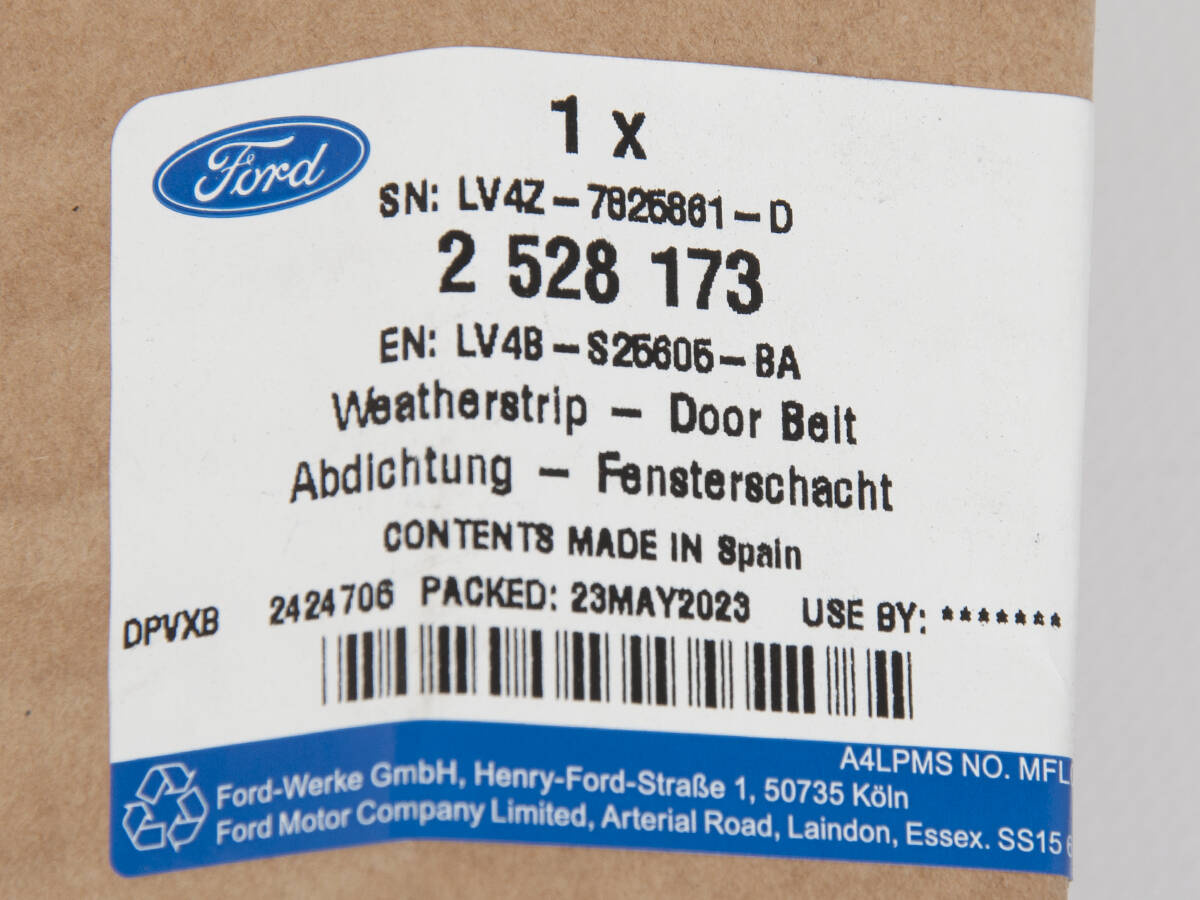 Ford
1 x
SN: LV4Z-7825861-D
2 528 173
EN: LV4B-S25605-BA
Weatherstrip - Door Belt
Abdichtung - Fensterschacht
CONTENTS MADE IN Spain
DPVXB 2424706 PACKED: 23MAY2023 USE BY: *******
A4LPMS NO. MFL
Ford-Werke GmbH, Henry-Ford-Straße 1, 50735 Köln
Ford Motor Company Limited, Arterial Road, Laindon, Essex. SS15